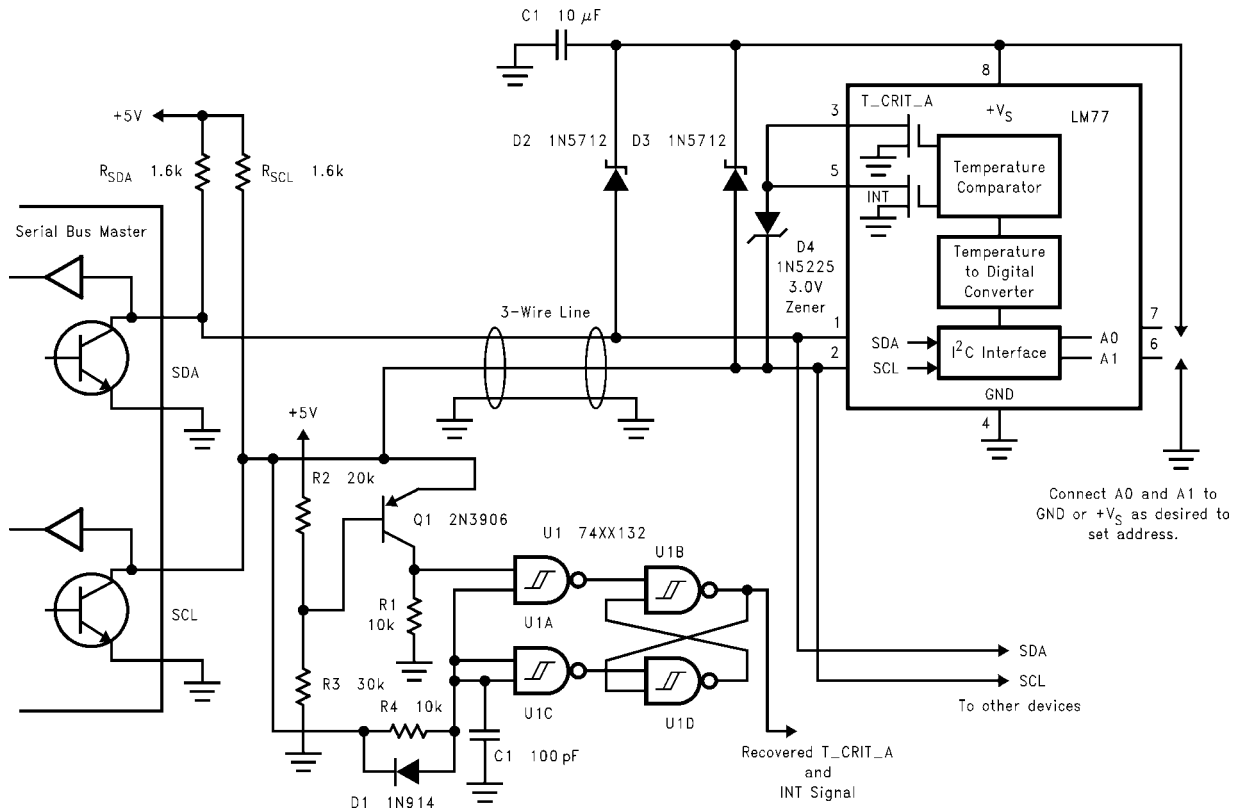 C1 10 μF
8
T_CRIT_A
+VS
LM77
3
+5V
D2 1N5712
D3 1N5712
Temperature
Comparator
RSDA 1.6k
RSCL 1.6k
5
INT
Serial Bus Master
D4
1N5225
3.0V
Zener
Temperature
to Digital
Converter
3-Wire Line
1
7
SDA
I2C Interface
A0
2
6
SCL
A1
SDA
GND
+5V
4
R2 20k
Connect A0 and A1 to
GND or +VS as desired to
set address.
Q1 2N3906
U1 74XX132
U1B
R1
10k
SCL
U1A
SDA
R3 30k
SCL
R4 10k
U1C
U1D
To other devices
C1 100 pF
Recovered T_CRIT_A
and
INT Signal
D1 1N914